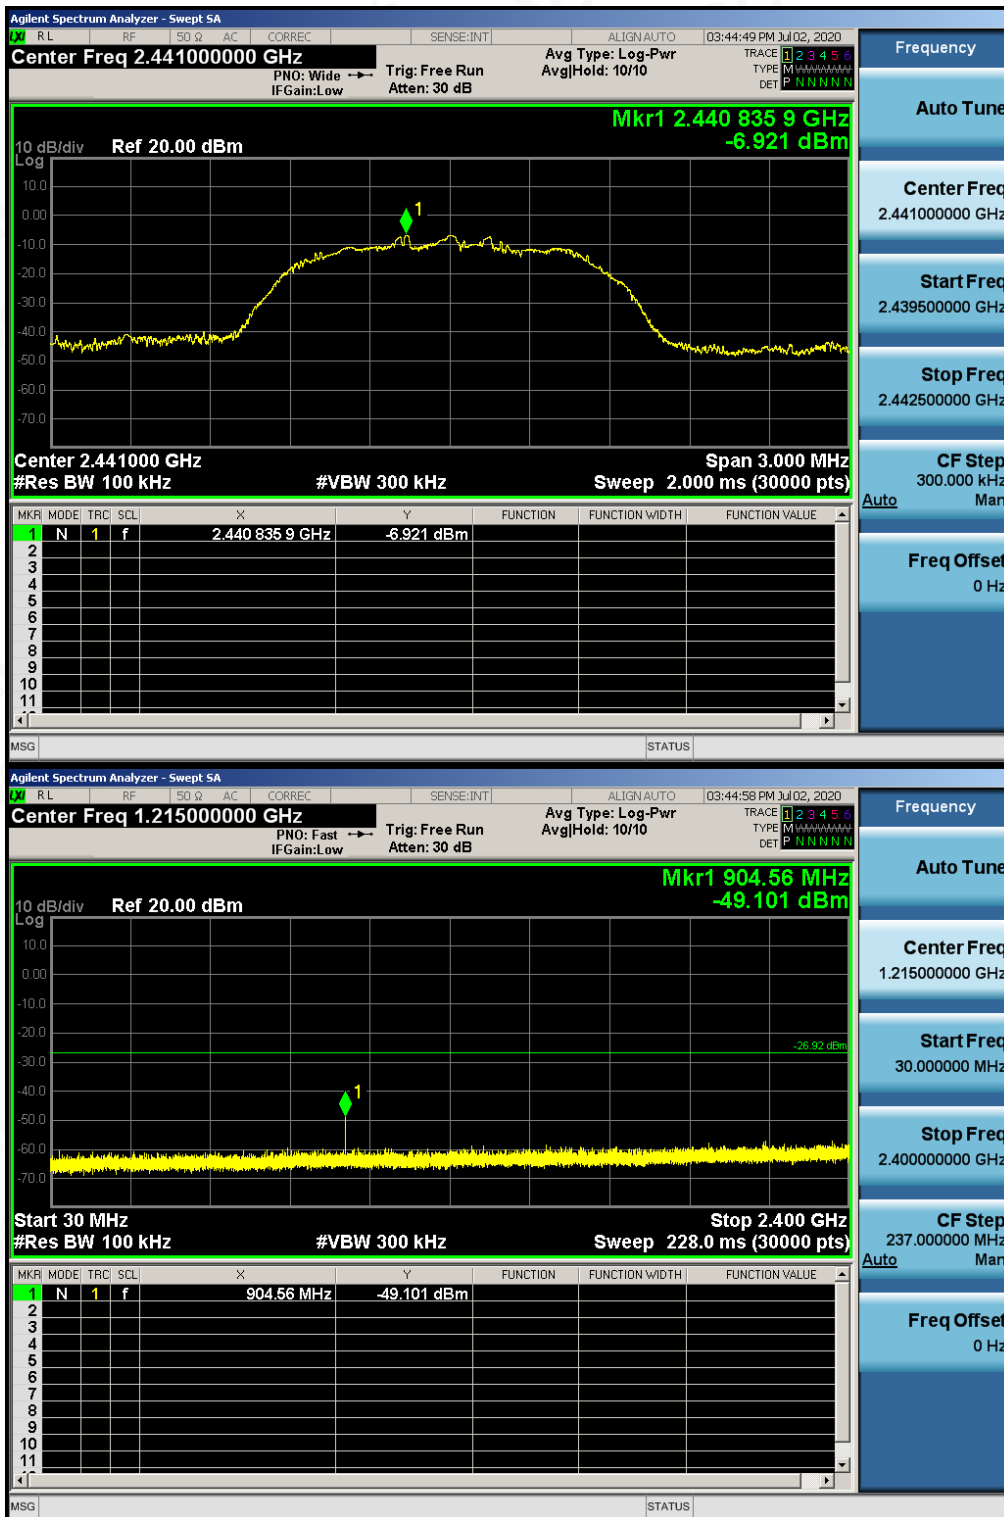 Agilent Spectrum Analyzer - Swept SA
LXI RL RF 50 Ω AC CORREC SENSE:INT ALIGN AUTO 03:44:49 PM Jul 02, 2020
Center Freq 2.441000000 GHz
PNO: Wide
IFGain:Low
Trig: Free Run
Atten: 30 dB
Avg Type: Log-Pwr
Avg|Hold: 10/10
TRACE 1 2 3 4 5 6
TYPE M WWWWW
DET P N N N N N
Mkr1 2.440 835 9 GHz
-6.921 dBm
10 dB/div Ref 20.00 dBm
Log
10.0
0.00
-10.0
-20.0
-30.0
-40.0
-50.0
-60.0
-70.0
1
Center 2.441000 GHz Span 3.000 MHz
#Res BW 100 kHz #VBW 300 kHz Sweep 2.000 ms (30000 pts)
MKR MODE TRC SCL X Y FUNCTION FUNCTION WIDTH FUNCTION VALUE
1 N 1 f 2.440 835 9 GHz -6.921 dBm
2
3
4
5
6
7
8
9
10
11
MSG STATUS
Frequency
Auto Tune
Center Freq
2.441000000 GHz
Start Freq
2.439500000 GHz
Stop Freq
2.442500000 GHz
CF Step
300.000 kHz
Auto Man
Freq Offset
0 Hz
Agilent Spectrum Analyzer - Swept SA
LXI RL RF 50 Ω AC CORREC SENSE:INT ALIGN AUTO 03:44:58 PM Jul 02, 2020
Center Freq 1.215000000 GHz
PNO: Fast
IFGain:Low
Trig: Free Run
Atten: 30 dB
Avg Type: Log-Pwr
Avg|Hold: 10/10
TRACE 1 2 3 4 5 6
TYPE M WWWWW
DET P N N N N N
Mkr1 904.56 MHz
-49.101 dBm
10 dB/div Ref 20.00 dBm
Log
10.0
0.00
-10.0
-20.0
-30.0
-40.0
-50.0
-60.0
-70.0
-26.92 dBm
1
Start 30 MHz Stop 2.400 GHz
#Res BW 100 kHz #VBW 300 kHz Sweep 228.0 ms (30000 pts)
MKR MODE TRC SCL X Y FUNCTION FUNCTION WIDTH FUNCTION VALUE
1 N 1 f 904.56 MHz -49.101 dBm
2
3
4
5
6
7
8
9
10
11
MSG STATUS
Frequency
Auto Tune
Center Freq
1.215000000 GHz
Start Freq
30.000000 MHz
Stop Freq
2.400000000 GHz
CF Step
237.000000 MHz
Auto Man
Freq Offset
0 Hz